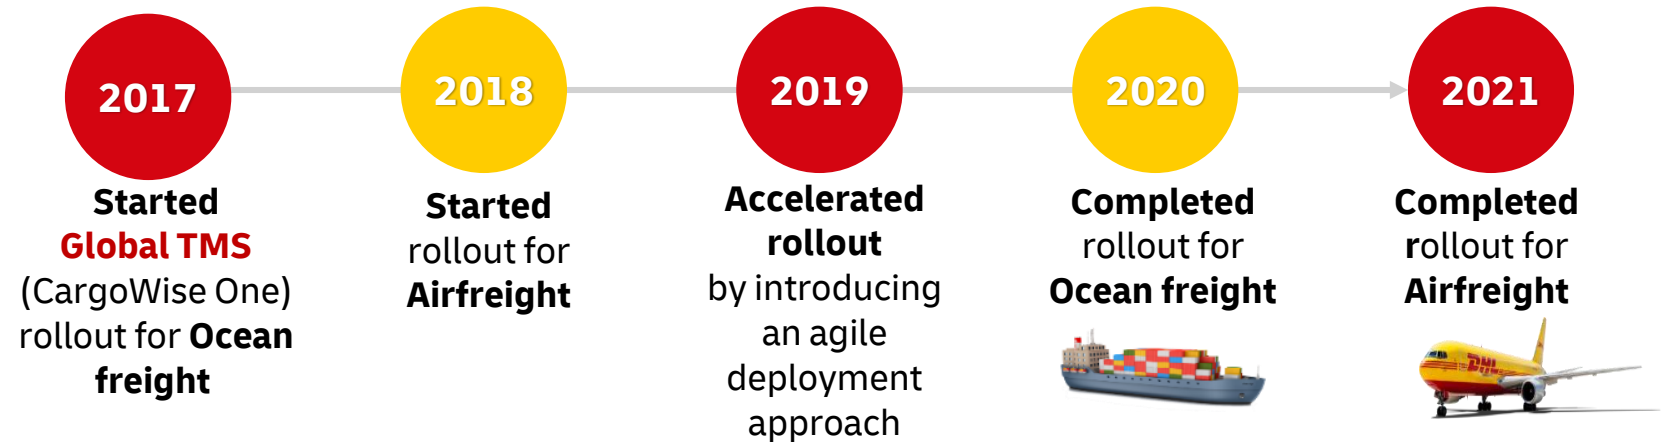 2017
Started
Global TMS
(CargoWise One)
rollout for Ocean
freight
2018
Started
rollout for
Airfreight
2019
Accelerated
rollout
by introducing
an agile
deployment
approach
2020
Completed
rollout for
Ocean freight
2021
Completed
rollout for
Airfreight
DHL